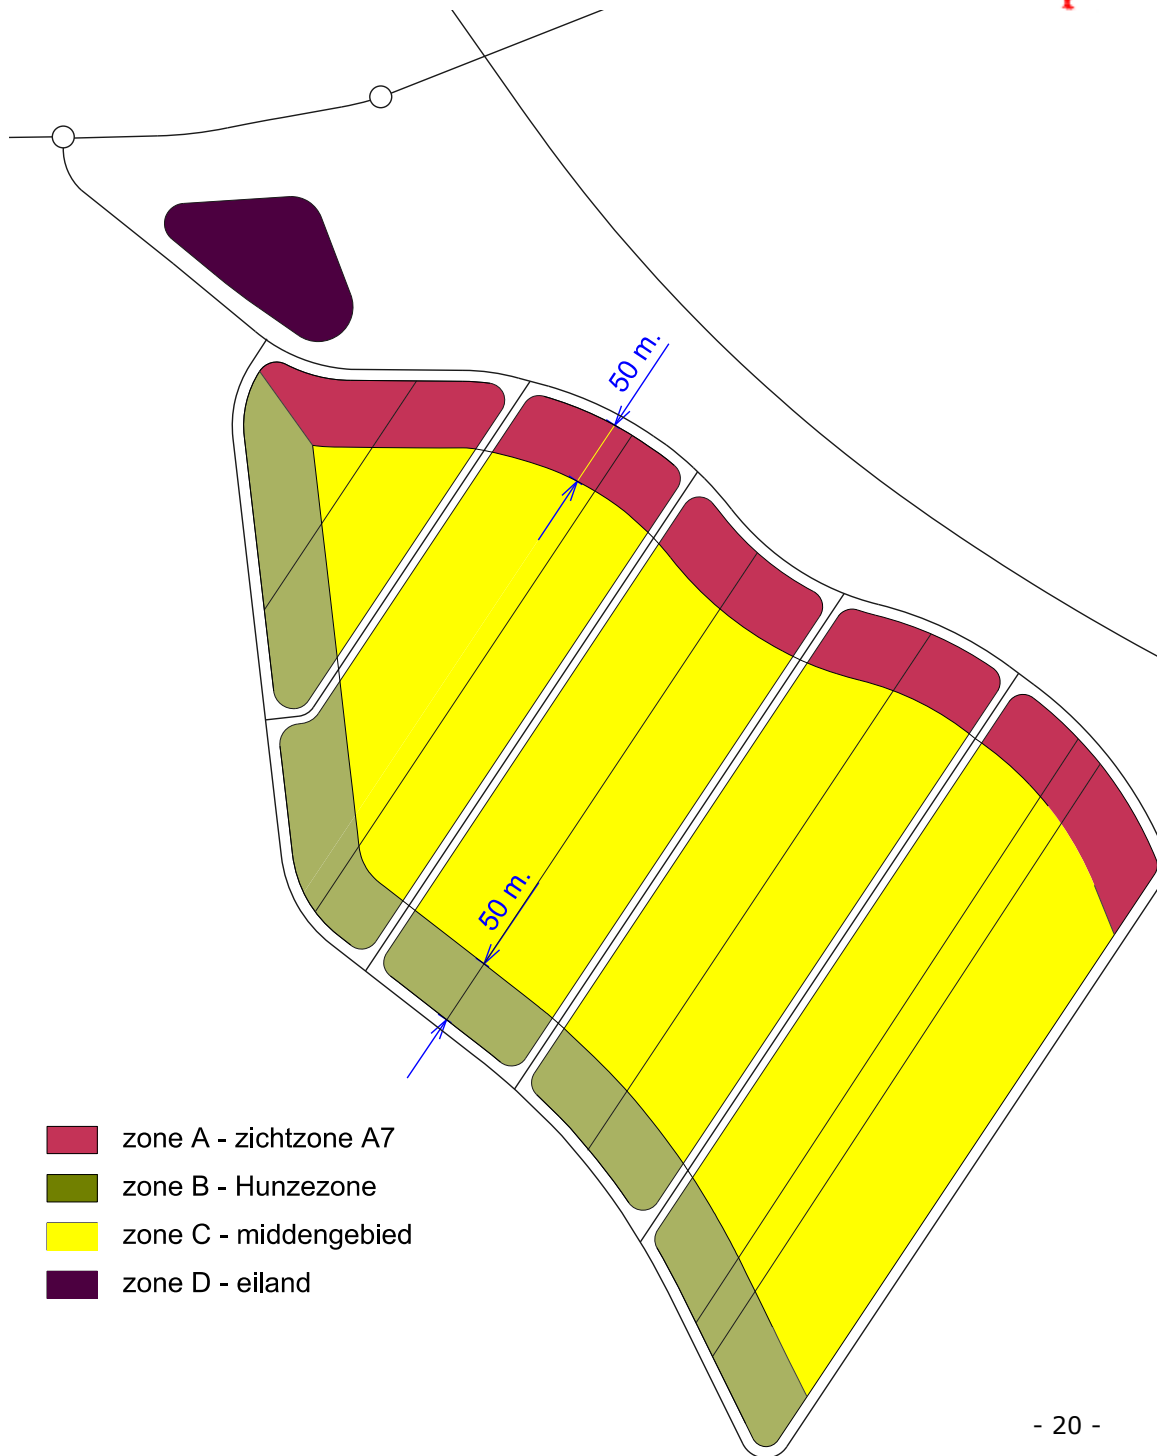 50 m.
50 m.
zone A - zichtzone A7
zone B - Hunzezone
zone C - middengebied
zone D - eiland
- 20 -